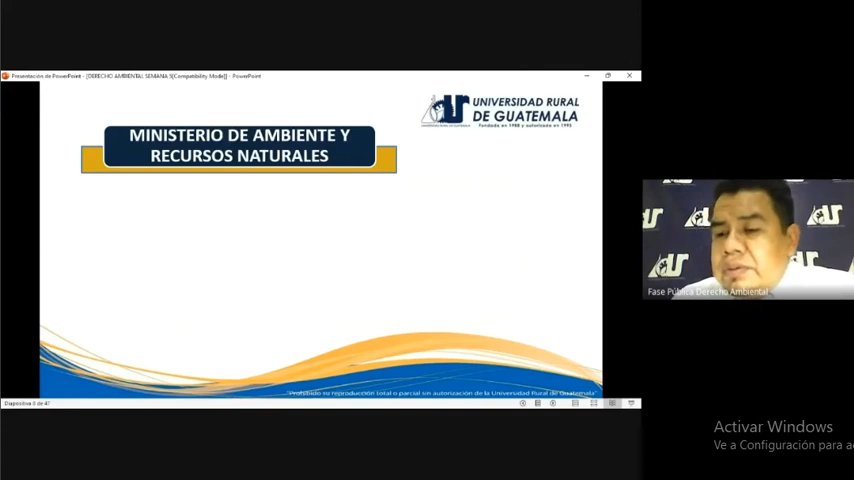 Presentación de PowerPoint - [DERECHO AMBIENTAL SEMANA 5[Compatibility Mode]] - PowerPoint
UNIVERSIDAD RURAL
DE GUATEMALA
Fundada en 1988 y autorizada en 1995
MINISTERIO DE AMBIENTE Y
RECURSOS NATURALES
Fase Pública Derecho Ambiental
"Prohibido su reproducción total o parcial sin autorización de la Universidad Rural de Guatemala"
Diapositiva 8 de 41
Activar Windows
Ve a Configuración para a